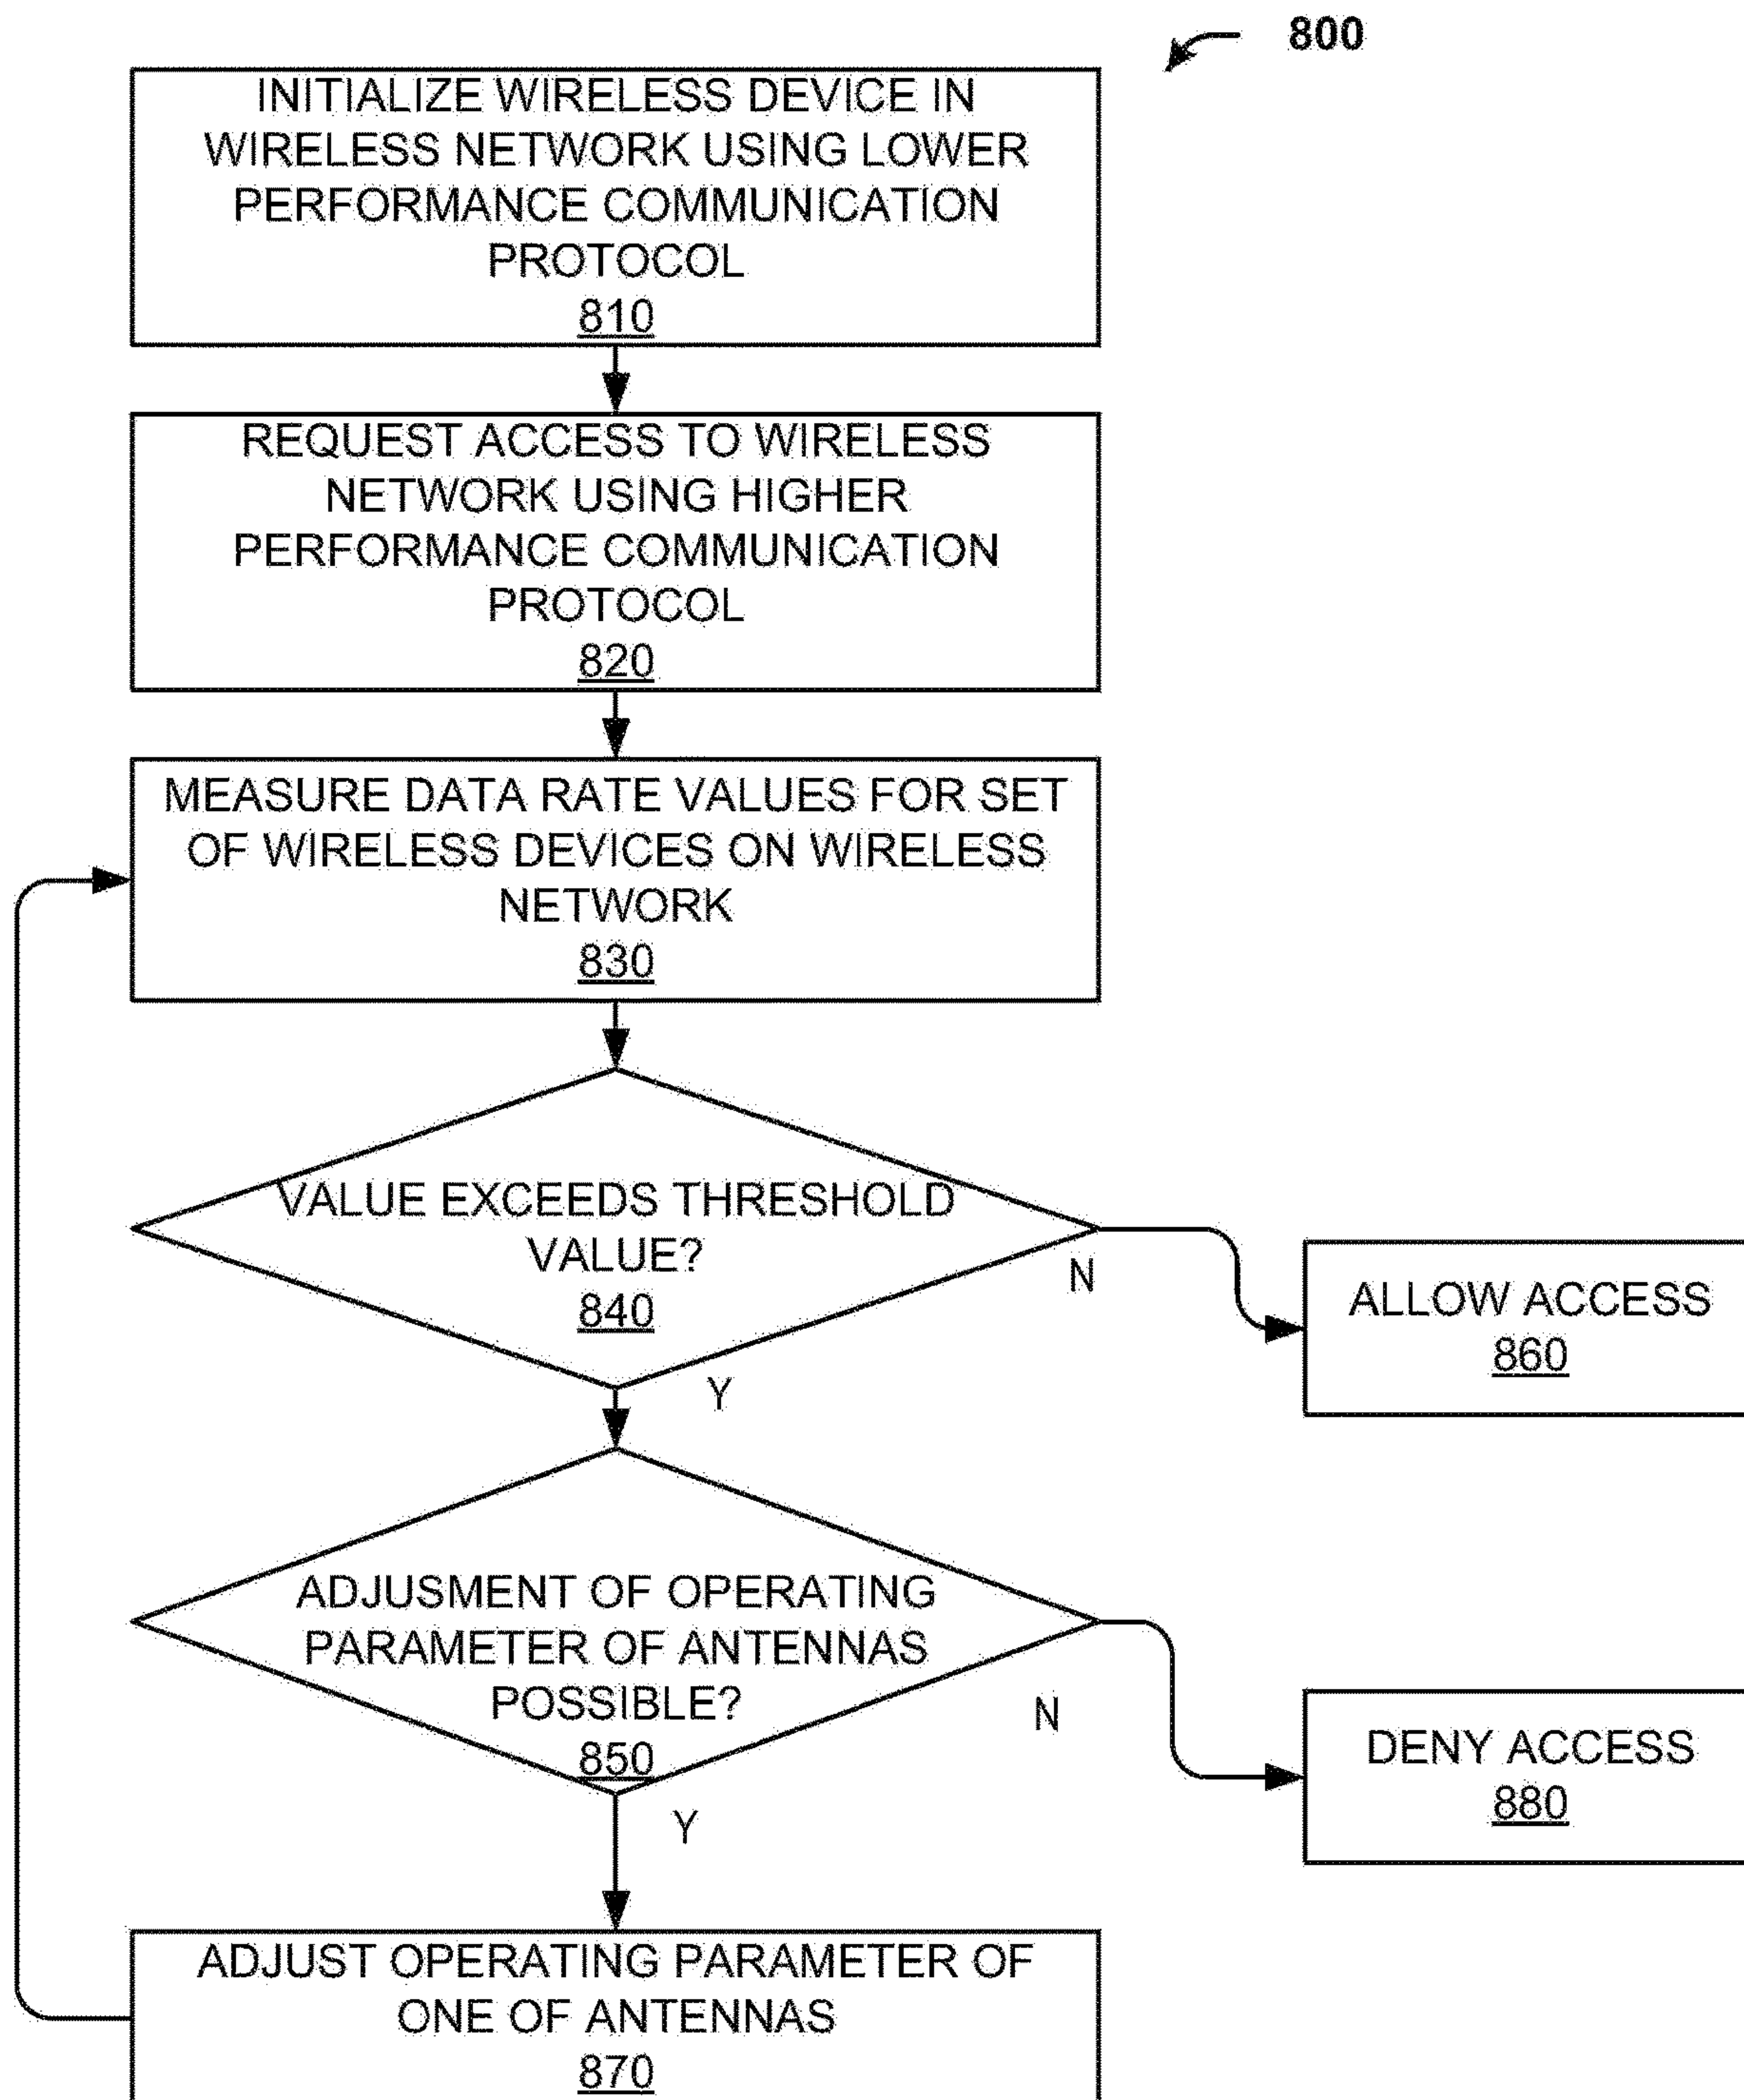 800
INITIALIZE WIRELESS DEVICE IN
WIRELESS NETWORK USING LOWER
PERFORMANCE COMMUNICATION
PROTOCOL
810
REQUEST ACCESS TO WIRELESS
NETWORK USING HIGHER
PERFORMANCE COMMUNICATION
PROTOCOL
820
MEASURE DATA RATE VALUES FOR SET
OF WIRELESS DEVICES ON WIRELESS
NETWORK
830
VALUE EXCEEDS THRESHOLD
VALUE?
840
N
ALLOW ACCESS
860
Y
ADJUSMENT OF OPERATING
PARAMETER OF ANTENNAS
POSSIBLE?
850
N
DENY ACCESS
880
Y
ADJUST OPERATING PARAMETER OF
ONE OF ANTENNAS
870